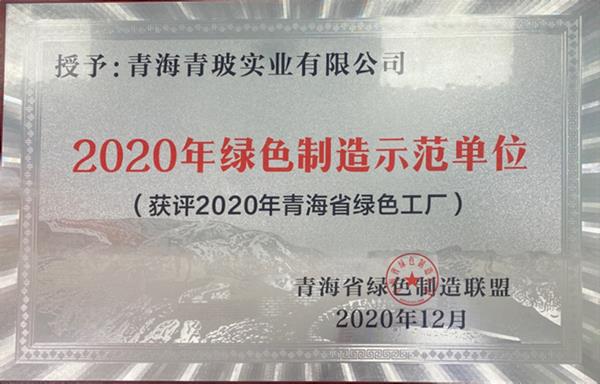 授予:青海青玻实业有限公司
2020年绿色制造示范单位
(获评2020年青海省绿色工厂)
青海省绿色制造联盟
2020年12月